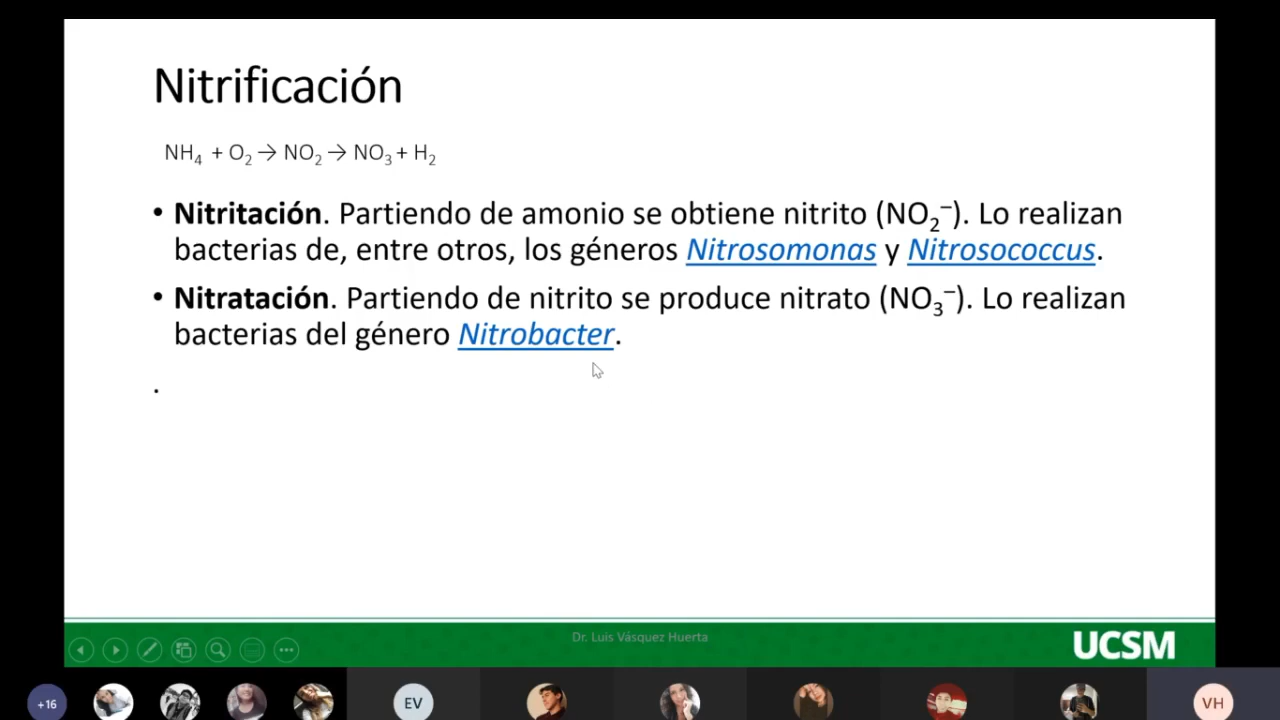 Nitrificación
NH₄ + O₂ → NO₂ → NO₃ + H₂
• Nitritación. Partiendo de amonio se obtiene nitrito (NO₂⁻). Lo realizan
bacterias de, entre otros, los géneros Nitrosomonas y Nitrosococcus.
• Nitratación. Partiendo de nitrito se produce nitrato (NO₃⁻). Lo realizan
bacterias del género Nitrobacter.
.
Dr. Luis Vásquez Huerta
UCSM
+16
EV
VH